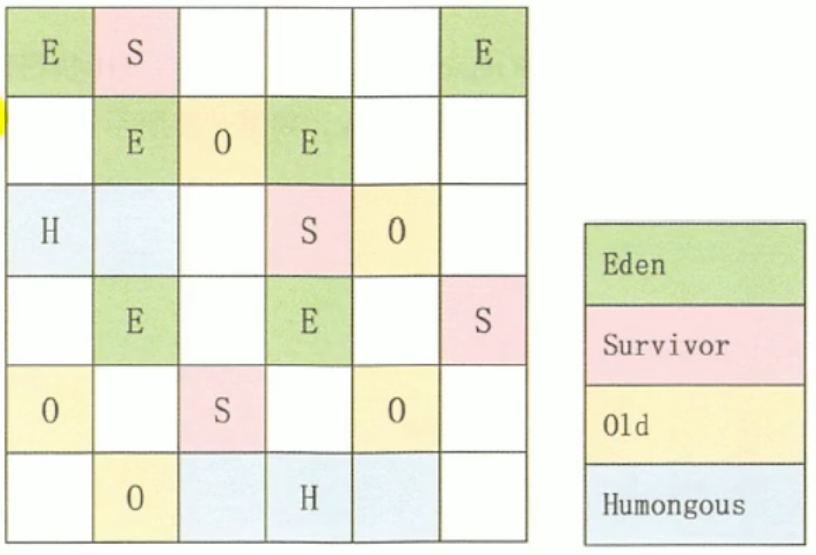 E S E
E O E
H S O
E E S
O S O
O H
Eden
Survivor
Old
Humongous